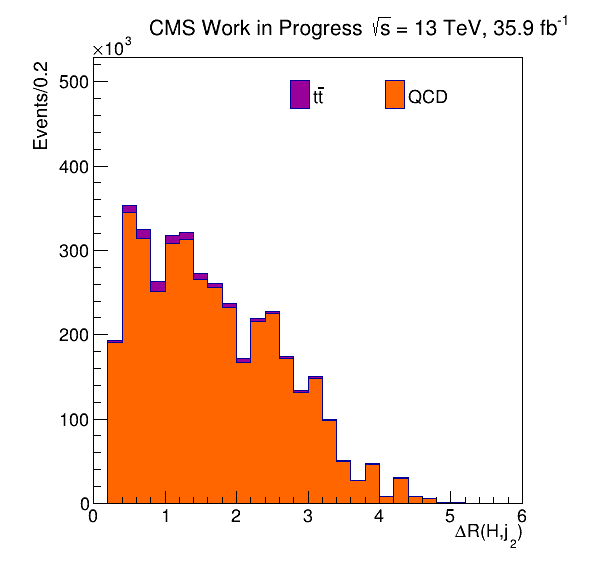 CMS Work in Progress √s = 13 TeV, 35.9 fb⁻¹
×10³
Events/0.2
tt̅ QCD
500
400
300
200
100
0
0 1 2 3 4 5 6
ΔR(H,j₂)